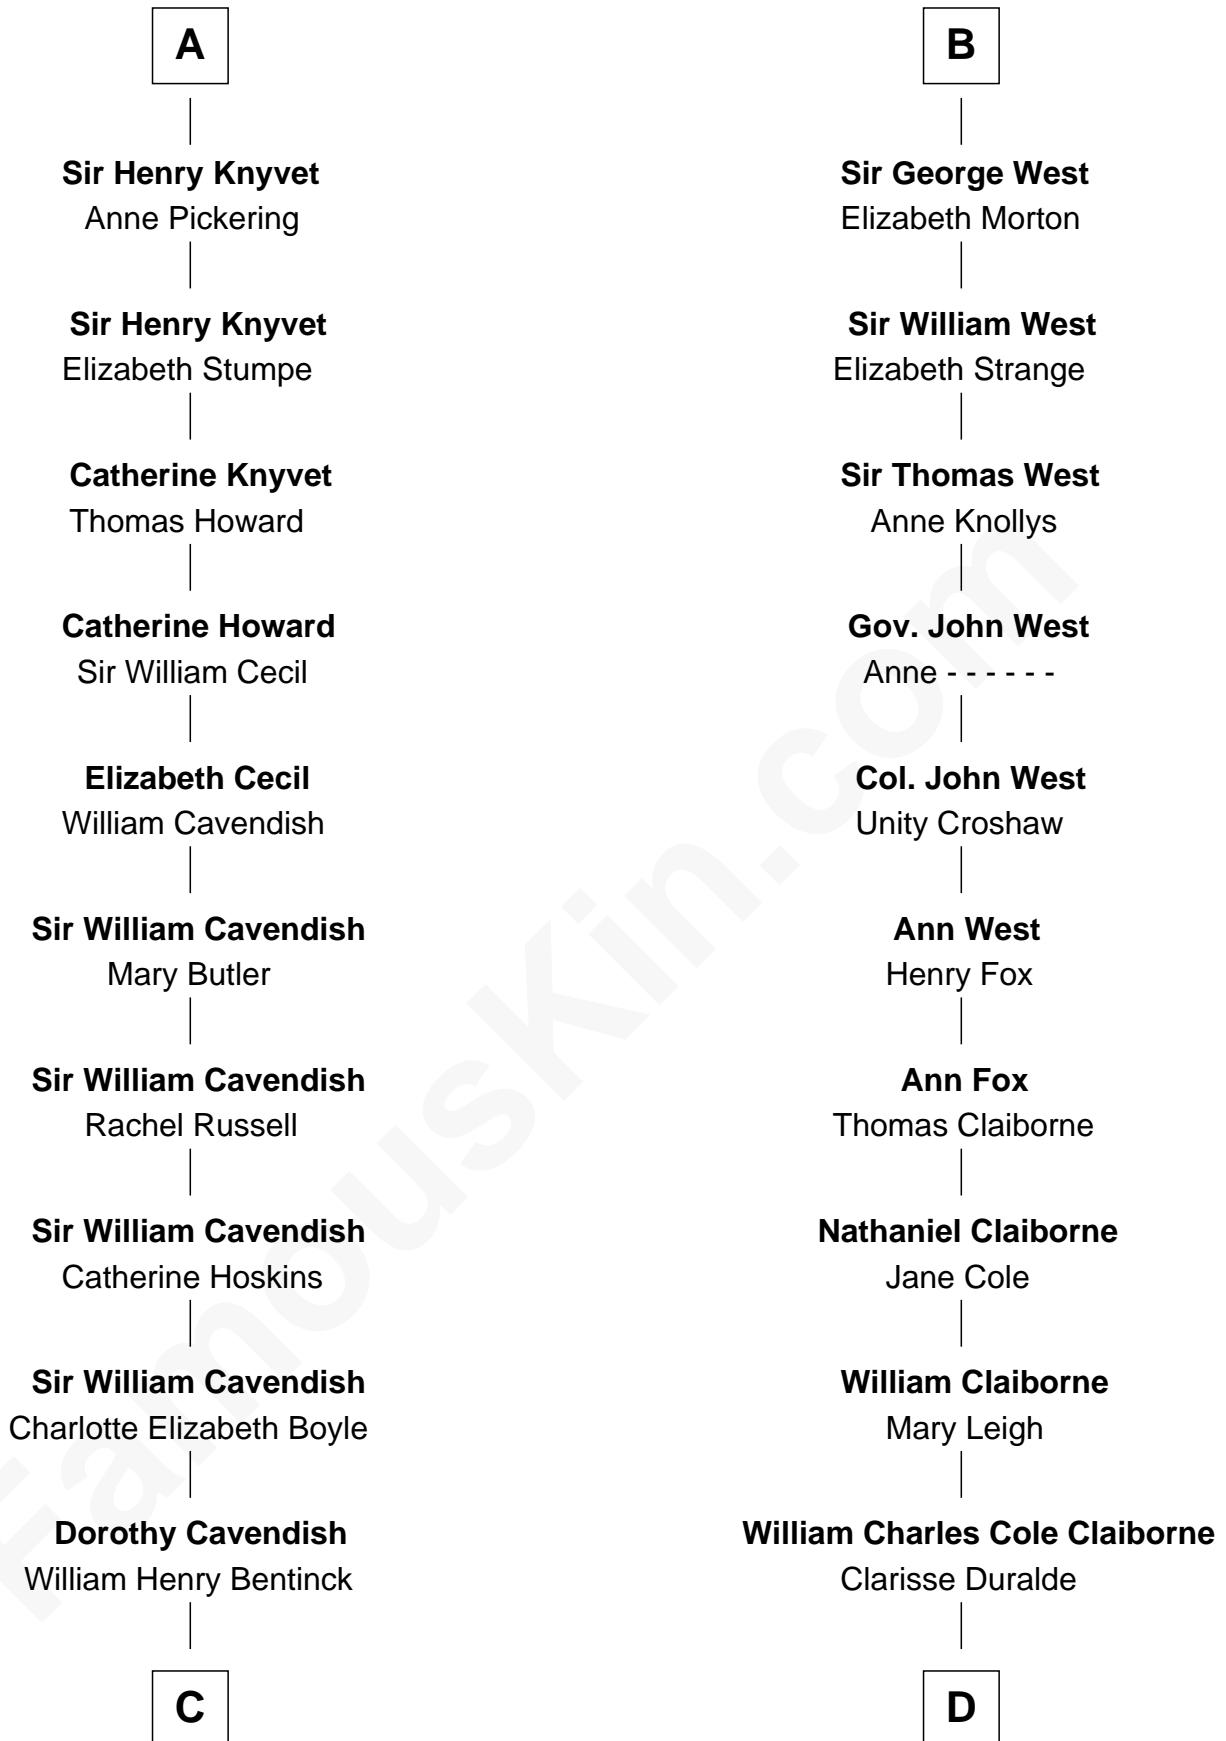 A
Sir Henry Knyvet
Anne Pickering
Sir Henry Knyvet
Elizabeth Stumpe
Catherine Knyvet
Thomas Howard
Catherine Howard
Sir William Cecil
Elizabeth Cecil
William Cavendish
Sir William Cavendish
Mary Butler
Sir William Cavendish
Rachel Russell
Sir William Cavendish
Catherine Hoskins
Sir William Cavendish
Charlotte Elizabeth Boyle
Dorothy Cavendish
William Henry Bentinck
C
B
Sir George West
Elizabeth Morton
Sir William West
Elizabeth Strange
Sir Thomas West
Anne Knollys
Gov. John West
Anne - - - - - -
Col. John West
Unity Croshaw
Ann West
Henry Fox
Ann Fox
Thomas Claiborne
Nathaniel Claiborne
Jane Cole
William Claiborne
Mary Leigh
William Charles Cole Claiborne
Clarisse Duralde
D
FamousKin.com